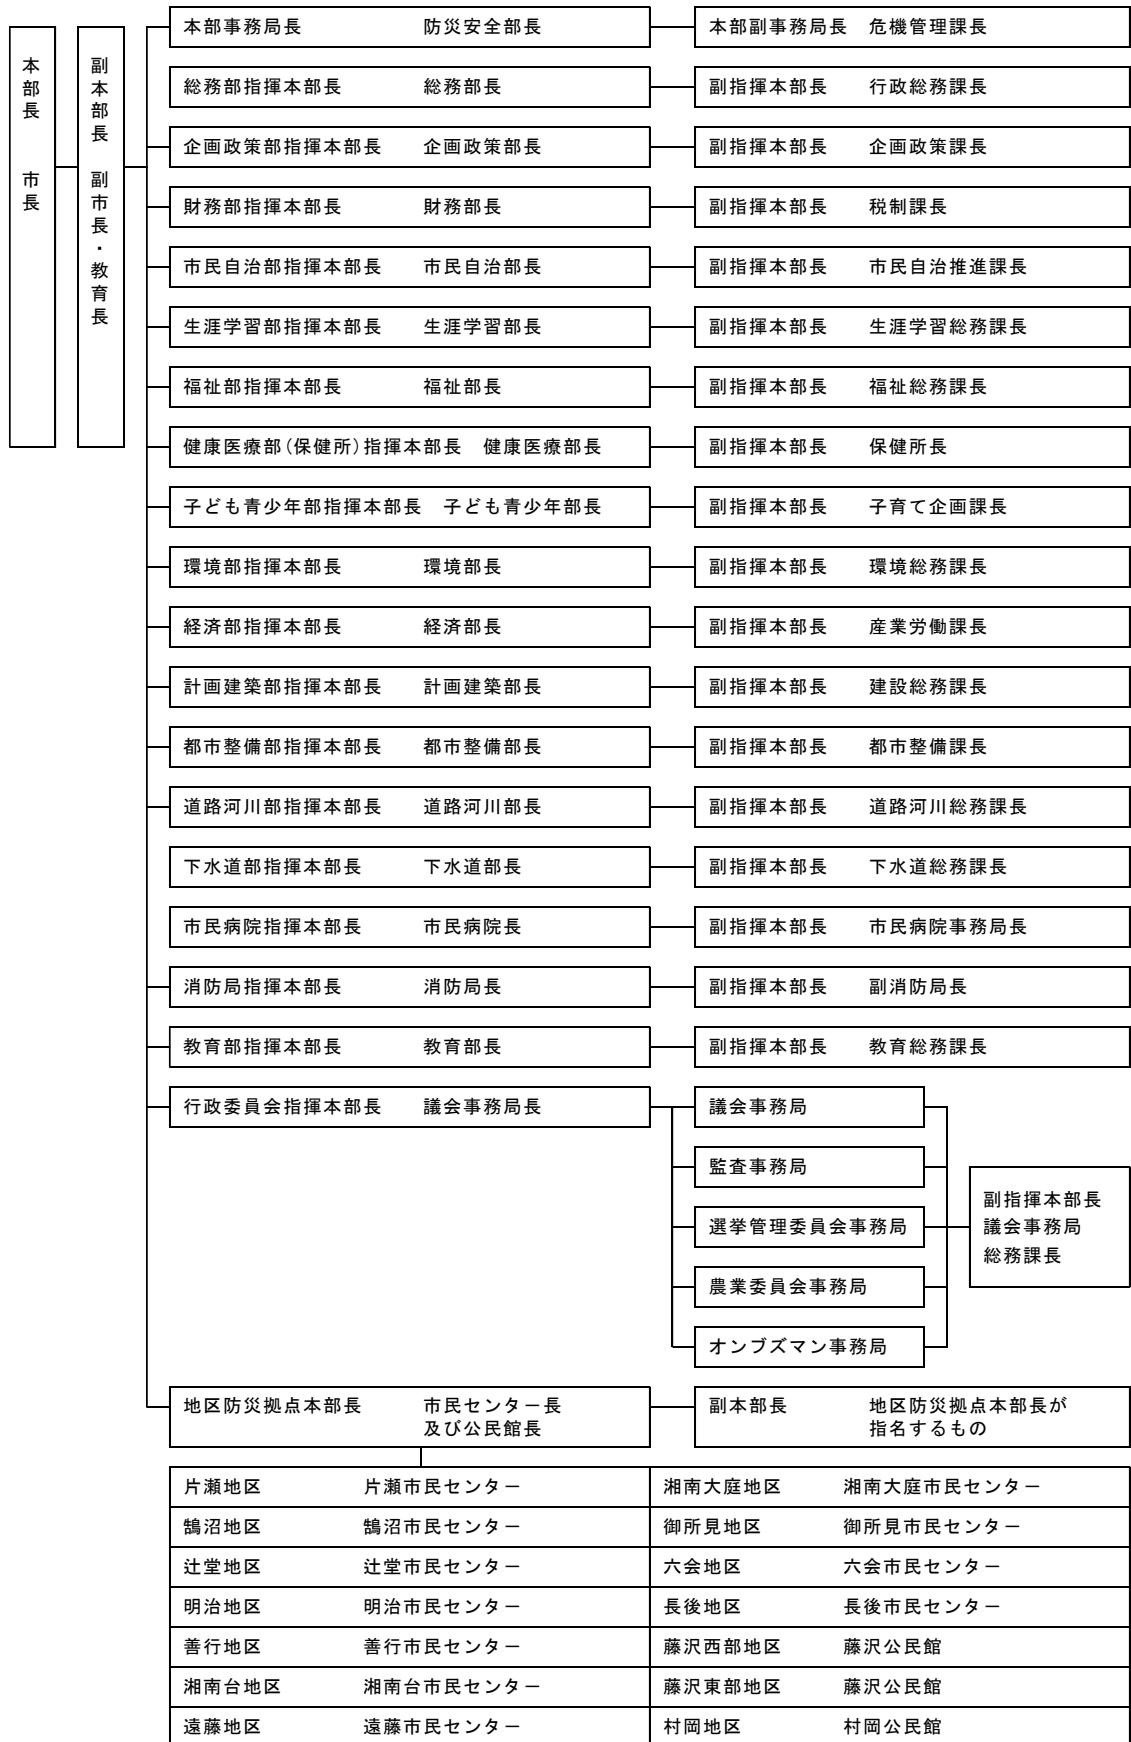 本部長 市長
副本部長 副市長・教育長
本部事務局長 防災安全部長 本部副事務局長 危機管理課長
総務部指揮本部長 総務部長 副指揮本部長 行政総務課長
企画政策部指揮本部長 企画政策部長 副指揮本部長 企画政策課長
財務部指揮本部長 財務部長 副指揮本部長 税制課長
市民自治部指揮本部長 市民自治部長 副指揮本部長 市民自治推進課長
生涯学習部指揮本部長 生涯学習部長 副指揮本部長 生涯学習総務課長
福祉部指揮本部長 福祉部長 副指揮本部長 福祉総務課長
健康医療部(保健所)指揮本部長 健康医療部長 副指揮本部長 保健所長
子ども青少年部指揮本部長 子ども青少年部長 副指揮本部長 子育て企画課長
環境部指揮本部長 環境部長 副指揮本部長 環境総務課長
経済部指揮本部長 経済部長 副指揮本部長 産業労働課長
計画建築部指揮本部長 計画建築部長 副指揮本部長 建設総務課長
都市整備部指揮本部長 都市整備部長 副指揮本部長 都市整備課長
道路河川部指揮本部長 道路河川部長 副指揮本部長 道路河川総務課長
下水道部指揮本部長 下水道部長 副指揮本部長 下水道総務課長
市民病院指揮本部長 市民病院長 副指揮本部長 市民病院事務局長
消防局指揮本部長 消防局長 副指揮本部長 副消防局長
教育部指揮本部長 教育部長 副指揮本部長 教育総務課長
行政委員会指揮本部長 議会事務局長 議会事務局
監査事務局
選挙管理委員会事務局
農業委員会事務局
オンブズマン事務局
副指揮本部長
議会事務局
総務課長
地区防災拠点本部長 市民センター長 副本部長 地区防災拠点本部長が
及び公民館長 指名するもの
片瀬地区 片瀬市民センター 湘南大庭地区 湘南大庭市民センター
鵠沼地区 鵠沼市民センター 御所見地区 御所見市民センター
辻堂地区 辻堂市民センター 六会地区 六会市民センター
明治地区 明治市民センター 長後地区 長後市民センター
善行地区 善行市民センター 藤沢西部地区 藤沢公民館
湘南台地区 湘南台市民センター 藤沢東部地区 藤沢公民館
遠藤地区 遠藤市民センター 村岡地区 村岡公民館